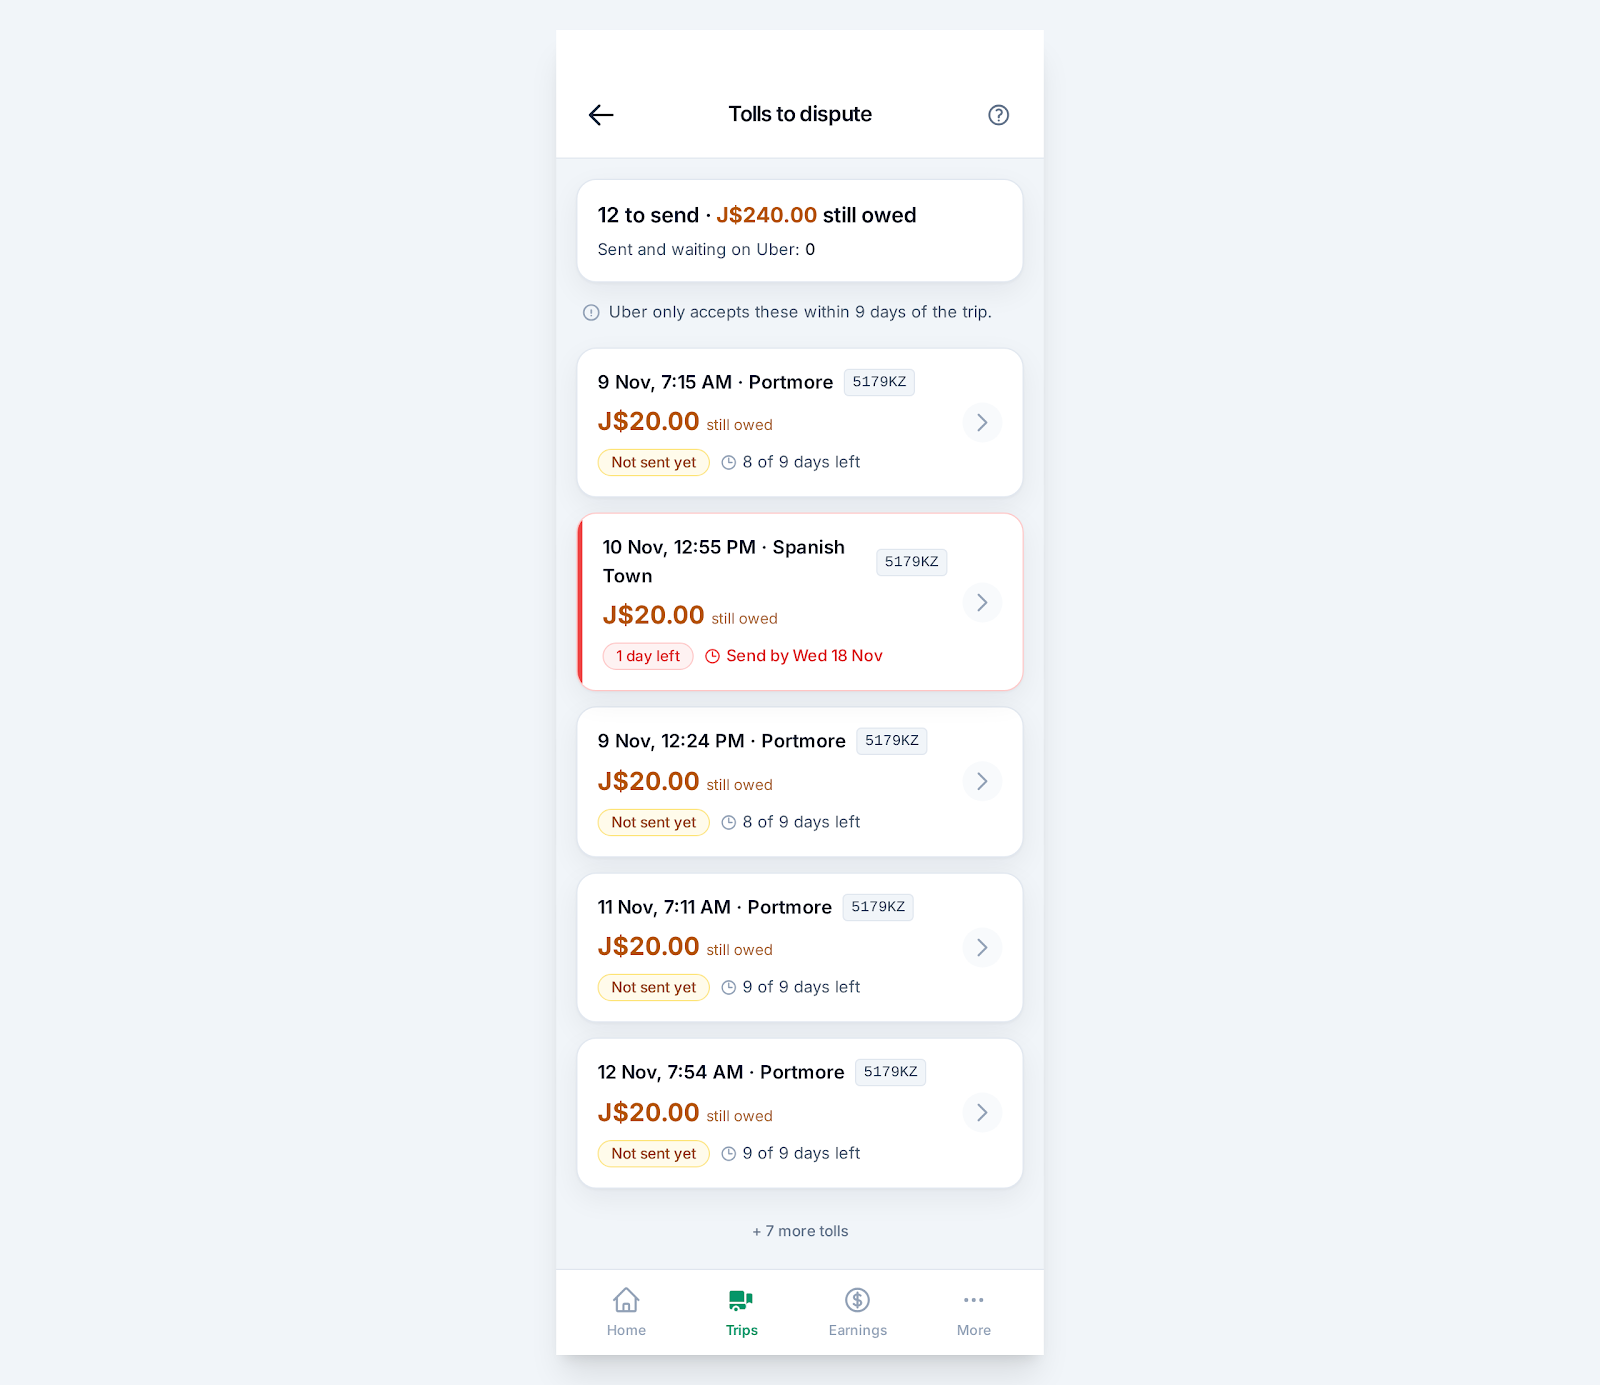 Tolls to dispute
12 to send · J$240.00 still owed
Sent and waiting on Uber: 0
Uber only accepts these within 9 days of the trip.
9 Nov, 7:15 AM · Portmore 5179KZ
J$20.00 still owed
Not sent yet 8 of 9 days left
10 Nov, 12:55 PM · Spanish
Town
5179KZ
J$20.00 still owed
1 day left Send by Wed 18 Nov
9 Nov, 12:24 PM · Portmore 5179KZ
J$20.00 still owed
Not sent yet 8 of 9 days left
11 Nov, 7:11 AM · Portmore 5179KZ
J$20.00 still owed
Not sent yet 9 of 9 days left
12 Nov, 7:54 AM · Portmore 5179KZ
J$20.00 still owed
Not sent yet 9 of 9 days left
+ 7 more tolls
Home Trips Earnings More